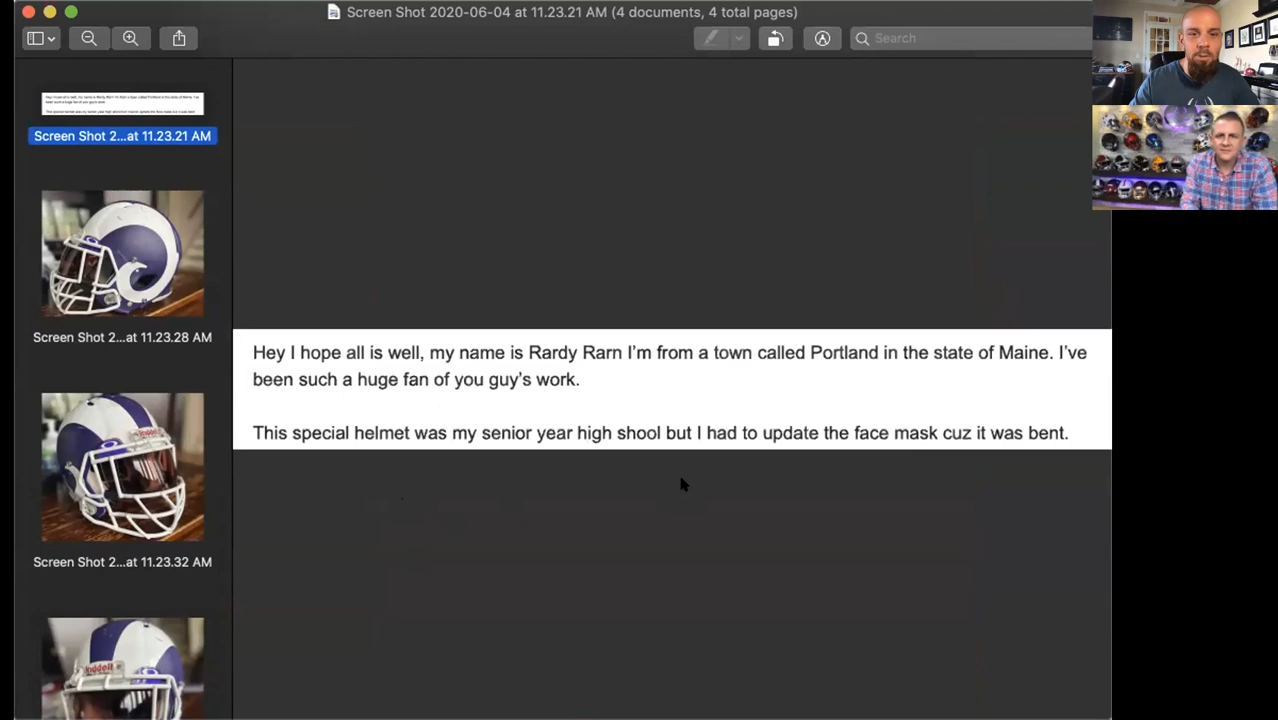 Screen Shot 2020-06-04 at 11.23.21 AM (4 documents, 4 total pages)
Search
Screen Shot 2...at 11.23.21 AM
Screen Shot 2...at 11.23.28 AM
Riddell
Screen Shot 2...at 11.23.32 AM
Riddell
Hey I hope all is well, my name is Rardy Rarn I'm from a town called Portland in the state of Maine. I've
been such a huge fan of you guy's work.
This special helmet was my senior year high shool but I had to update the face mask cuz it was bent.